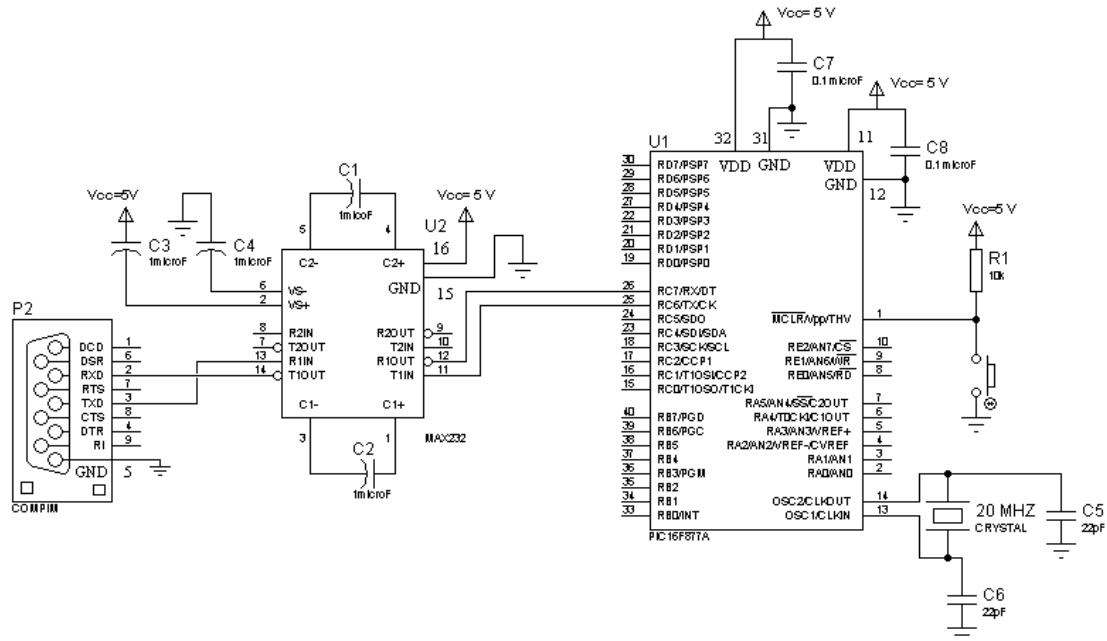 Vcc= 5 V
C7
0.1microF
Vcc= 5 V
C8
0.1microF
U1
32
31
11
12
VDD
GND
VDD
GND
30
RD7/PSP7
29
RD6/PSP6
28
RD5/PSP5
27
RD4/PSP4
22
RD3/PSP3
21
RD2/PSP2
20
RD1/PSP1
19
RD0/PSP0
26
RC7/RX/DT
25
RC6/TX/CK
24
RC5/SDO
23
RC4/SDI/SDA
18
RC3/SCK/SCL
17
RC2/CCP1
16
RC1/T1OSI/CCP2
15
RC0/T1OSO/T1CKI
40
RB7/PGD
39
RB6/PGC
38
RB5
37
RB4
36
RB3/PGM
35
RB2
34
RB1
33
RB0/INT
MCLR/Vpp/THV
1
RE2/AN7/CS
10
RE1/AN6/WR
9
RE0/AN5/RD
8
RA5/AN4/SS/C2OUT
7
RA4/T0CKI/C1OUT
6
RA3/AN3/VREF+
5
RA2/AN2/VREF-/CVREF
4
RA1/AN1
3
RA0/AN0
2
OSC2/CLKOUT
14
OSC1/CLKIN
13
PIC16F877A
Vcc=5 V
R1
10k
20 MHZ
CRYSTAL
C5
22pF
C6
22pF
Vcc=5V
C3
1microF
C4
1microF
C1
1micoF
Vcc=5 V
U2
16
15
5
4
C2-
C2+
GND
6
VS-
2
VS+
8
R2IN
R2OUT
9
7
T2OUT
T2IN
10
13
R1IN
R1OUT
12
14
T1OUT
T1IN
11
C1-
C1+
3
1
MAX232
C2
1microF
P2
DCD
1
DSR
6
RXD
2
RTS
7
TXD
3
CTS
8
DTR
4
RI
9
GND
5
COMPIM